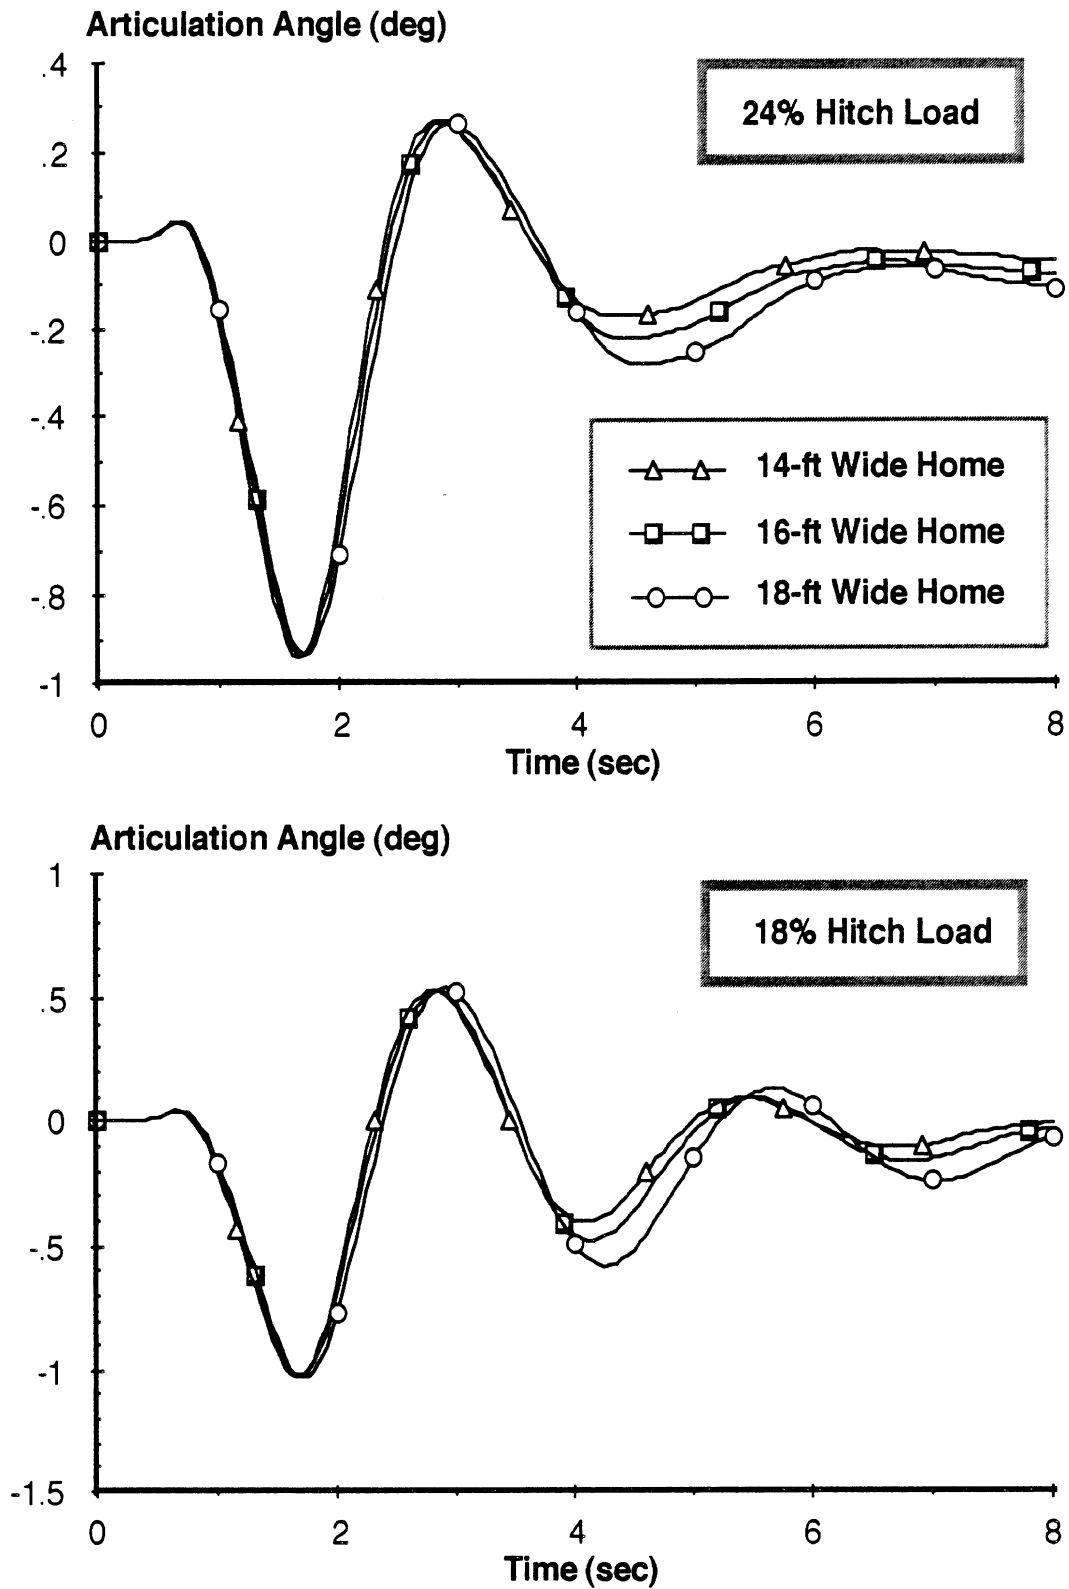 Articulation Angle (deg)
.4
.2
0
-.2
-.4
-.6
-.8
-1
24% Hitch Load
14-ft Wide Home
16-ft Wide Home
18-ft Wide Home
0 2 4 6 8
Time (sec)
Articulation Angle (deg)
1
.5
0
-.5
-1
-1.5
18% Hitch Load
0 2 4 6 8
Time (sec)